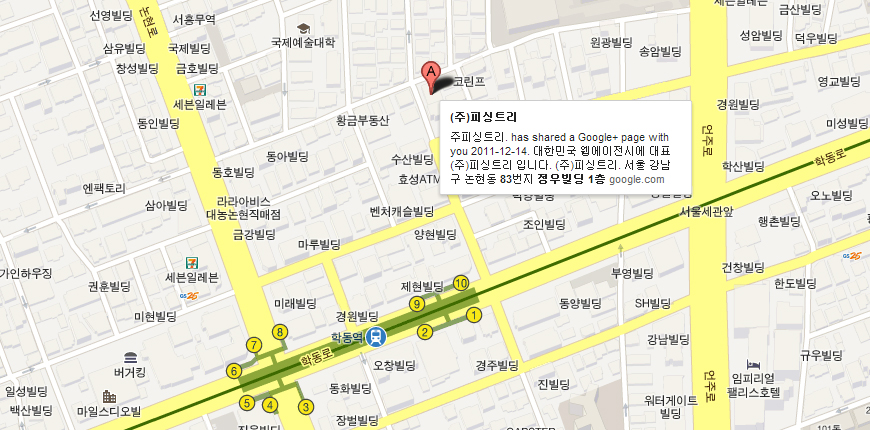 선영빌딩
논현로
서흥무역
국제예술대학
삼유빌딩
국제빌딩
창성빌딩
금호빌딩
7
세븐일레븐
동인빌딩
황금부동산
A
코린프
원광빌딩
송암빌딩
성암빌딩
금산빌딩
덕우빌딩
영교빌딩
경원빌딩
미성빌딩
언주로
학동로
(주)피싱트리
주피싱트리. has shared a Google+ page with
you 2011-12-14. 대한민국 웹에이전시에 대표
(주)피싱트리 입니다. (주)피싱트리. 서울 강남
구 논현동 83번지 정우빌딩 1층 google.com
동아빌딩
수산빌딩
동호빌딩
효성ATM
엔팩토리
삼아빌딩
라라아비스
대농논현직매점
벤처캐슬빌딩
금강빌딩
마루빌딩
양현빌딩
조인빌딩
학산빌딩
오노빌딩
서울세관앞
행촌빌딩
GS25
가인하우징
7
세븐일레븐
권훈빌딩
GS25
미현빌딩
미래빌딩
제현빌딩
10
9
경원빌딩
1
2
학동역
부영빌딩
건창빌딩
한도빌딩
동양빌딩
SH빌딩
강남빌딩
8
7
6
학동로
버거킹
오창빌딩
경주빌딩
규우빌딩
임피리얼
팰리스호텔
언주로
일성빌딩
백산빌딩
마일스디오빌
5
4
3
동화빌딩
장범빌딩
진빌딩
워터게이트
빌딩